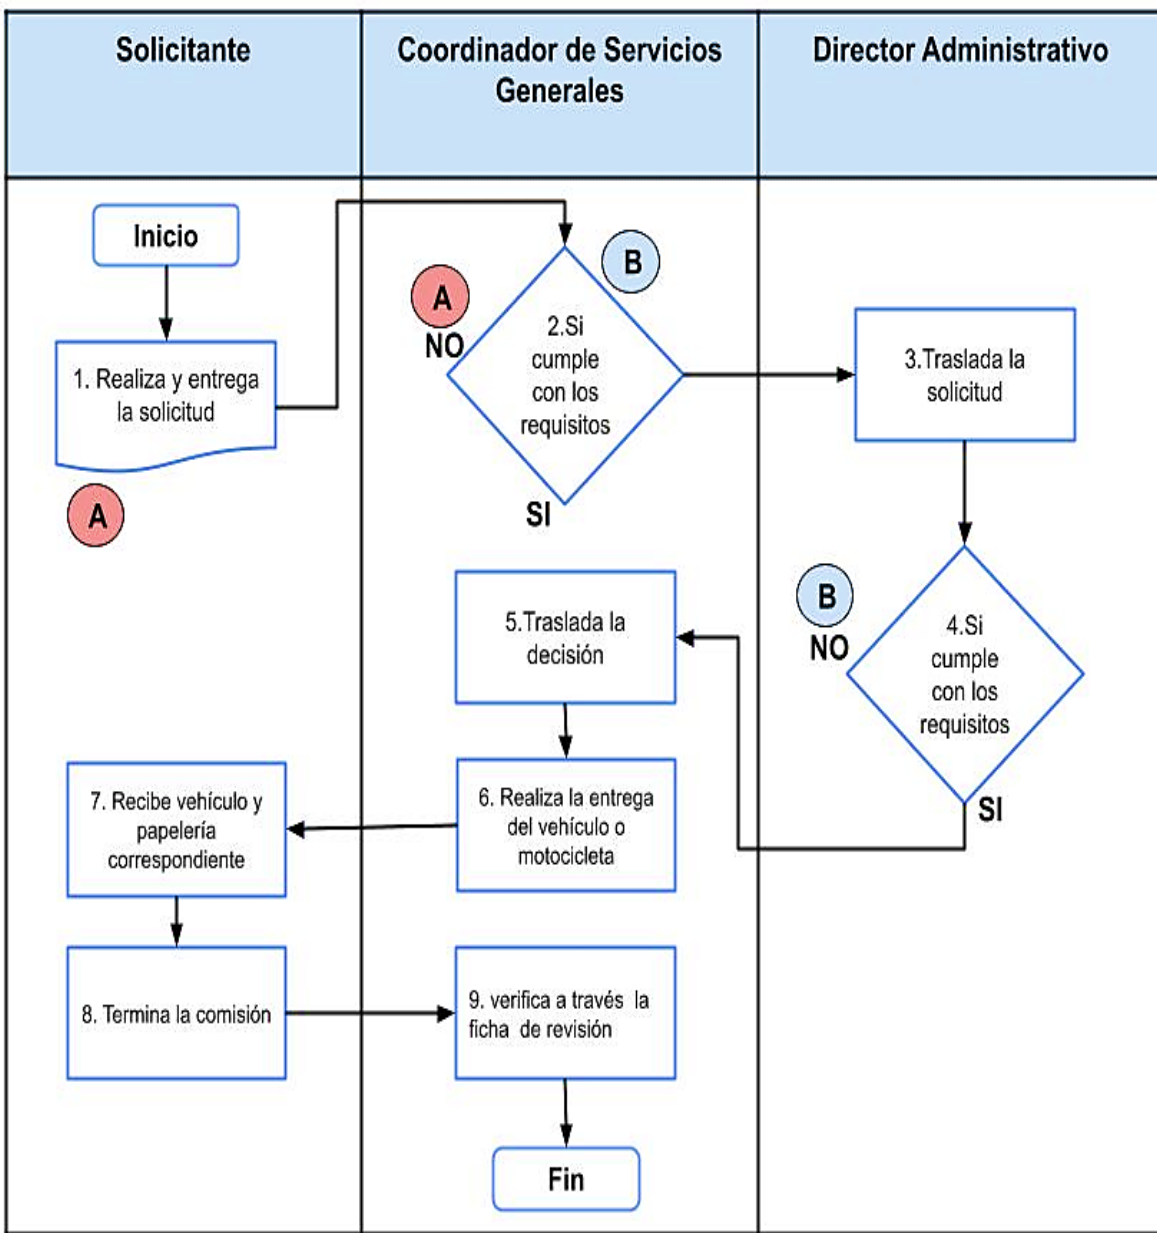 Solicitante
Coordinador de Servicios
Generales
Director Administrativo
Inicio
1. Realiza y entrega
la solicitud
A
A
NO
B
2.Si
cumple
con los
requisitos
SI
3.Traslada la
solicitud
B
NO
4.Si
cumple
con los
requisitos
SI
5.Traslada la
decisión
6. Realiza la entrega
del vehículo o
motocicleta
7. Recibe vehículo y
papelería
correspondiente
8. Termina la comisión
9. verifica a través  la
ficha  de revisión
Fin